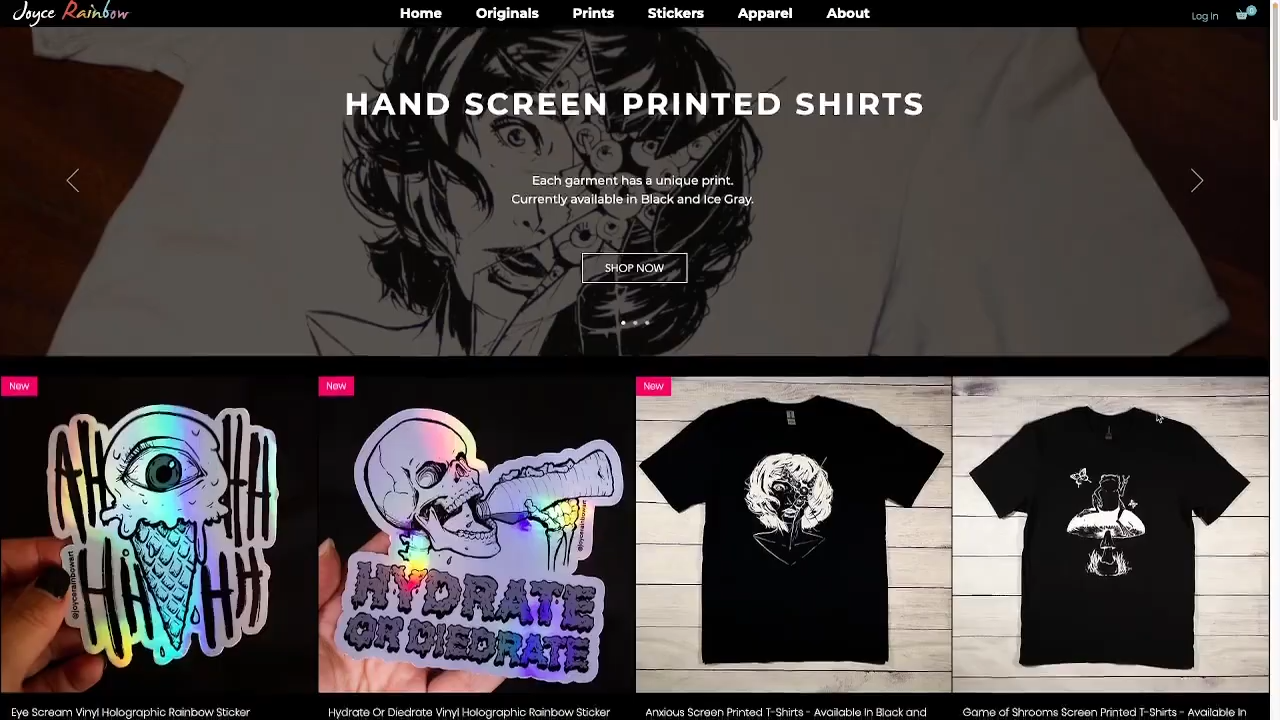 Joyce Rainbow
Home Originals Prints Stickers Apparel About
Log In 0
HAND SCREEN PRINTED SHIRTS
Each garment has a unique print.
Currently available in Black and Ice Gray.
SHOP NOW
New New New
@joycerainbowart
@joycerainbowart
HYDRATE
OR DIEDRATE
Eye Scream Vinyl Holographic Rainbow Sticker
Hydrate Or Diedrate Vinyl Holographic Rainbow Sticker
Anxious Screen Printed T-Shirts - Available In Black and
Game of Shrooms Screen Printed T-Shirts - Available In